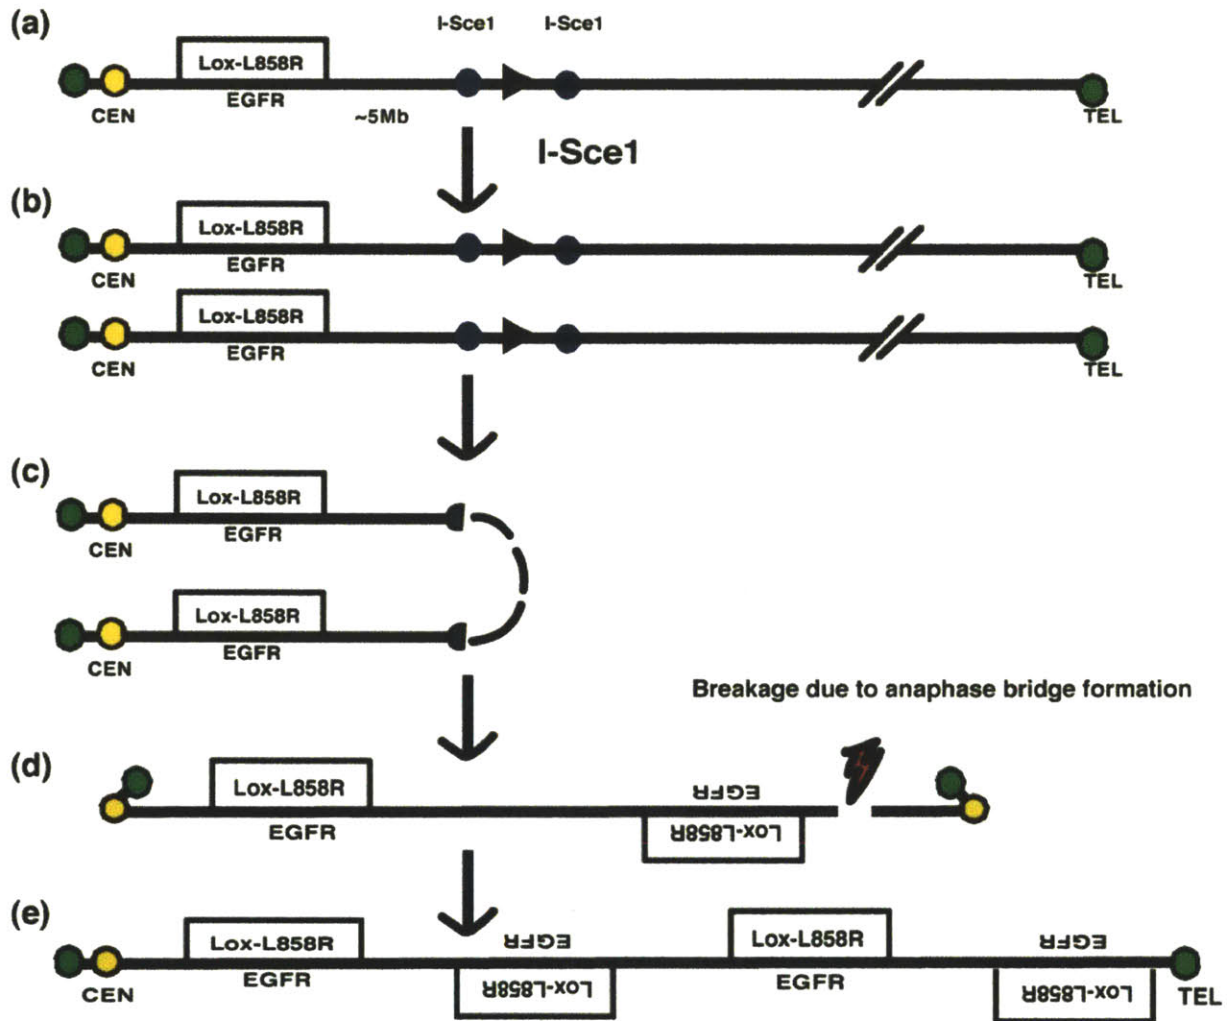 (a)
I-Sce1 I-Sce1
Lox-L858R
CEN EGFR ~5Mb TEL
I-Sce1
(b)
Lox-L858R
CEN EGFR TEL
Lox-L858R
CEN EGFR TEL
(c)
Lox-L858R
CEN EGFR
Lox-L858R
CEN EGFR
Breakage due to anaphase bridge formation
(d)
Lox-L858R EGFR
EGFR Lox-L858R
(e)
Lox-L858R EGFR Lox-L858R EGFR
CEN EGFR Lox-L858R EGFR Lox-L858R TEL